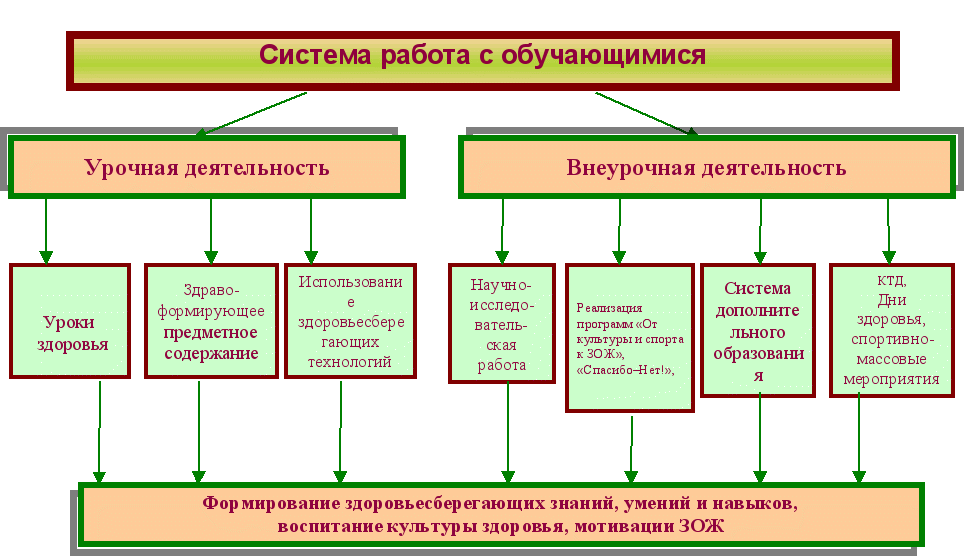 Система работа с обучающимися
Урочная деятельность
Внеурочная деятельность
Уроки
здоровья
Здраво-
формирующее
предметное
содержание
Использовани
е
здоровьесбере
гающих
технологий
Научно-
исследо-
ватель-
ская
работа
Реализация
программ «От
культуры и спорта
к ЗОЖ»,
«Спасибо–Нет!»,
Система
дополните
льного
образовани
я
КТД,
Дни
здоровья,
спортивно-
массовые
мероприятия
Формирование здоровьесберегающих знаний, умений и навыков,
воспитание культуры здоровья, мотивации ЗОЖ